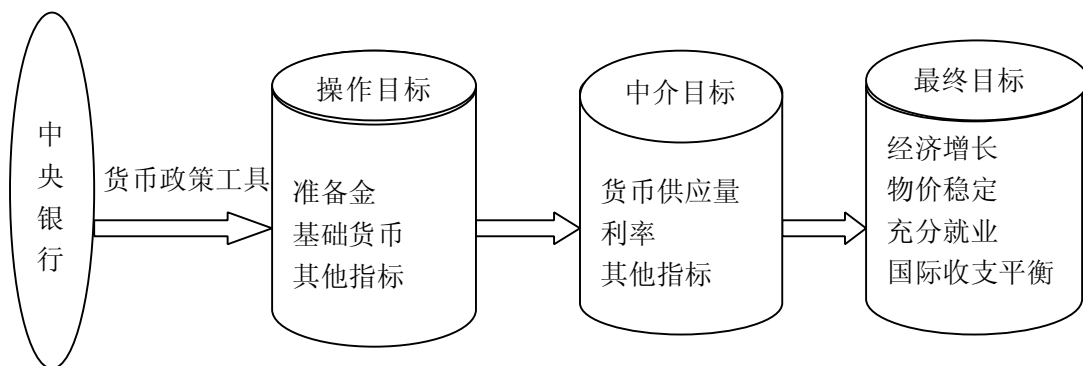 中央银行
货币政策工具
操作目标
准备金
基础货币
其他指标
中介目标
货币供应量
利率
其他指标
最终目标
经济增长
物价稳定
充分就业
国际收支平衡